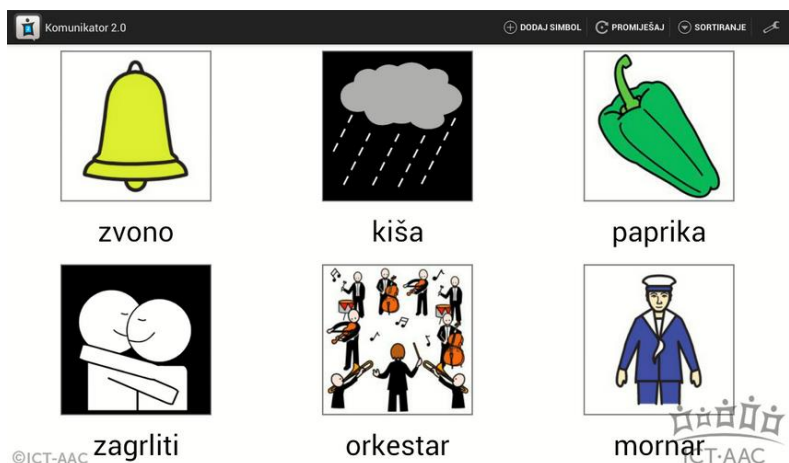 Komunikator 2.0
DODAJ SIMBOL PROMIJEŠAJ SORTIRANJE
zvono kiša paprika
zagrliti orkestar mornar
©ICT-AAC ICT-AAC